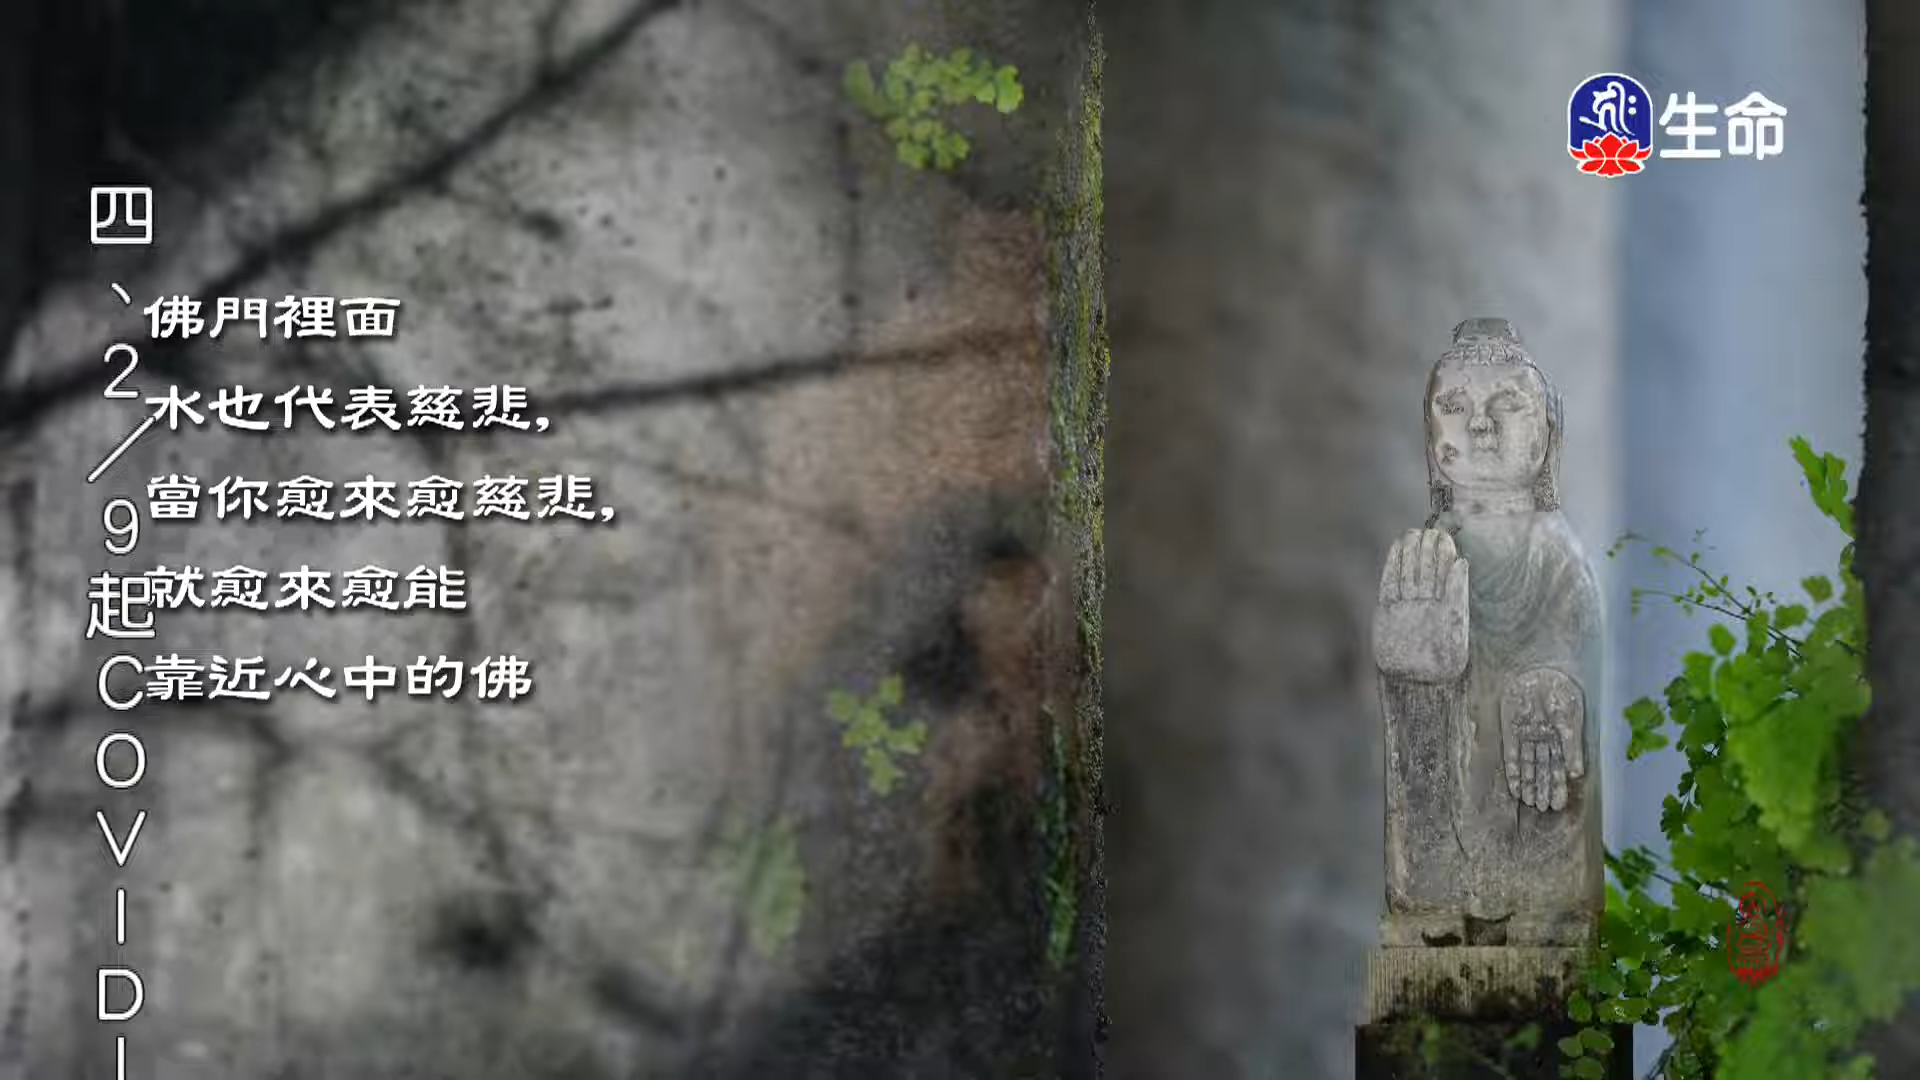 生命
四、2／9起COVID
佛門裡面
水也代表慈悲,
當你愈來愈慈悲,
就愈來愈能
靠近心中的佛